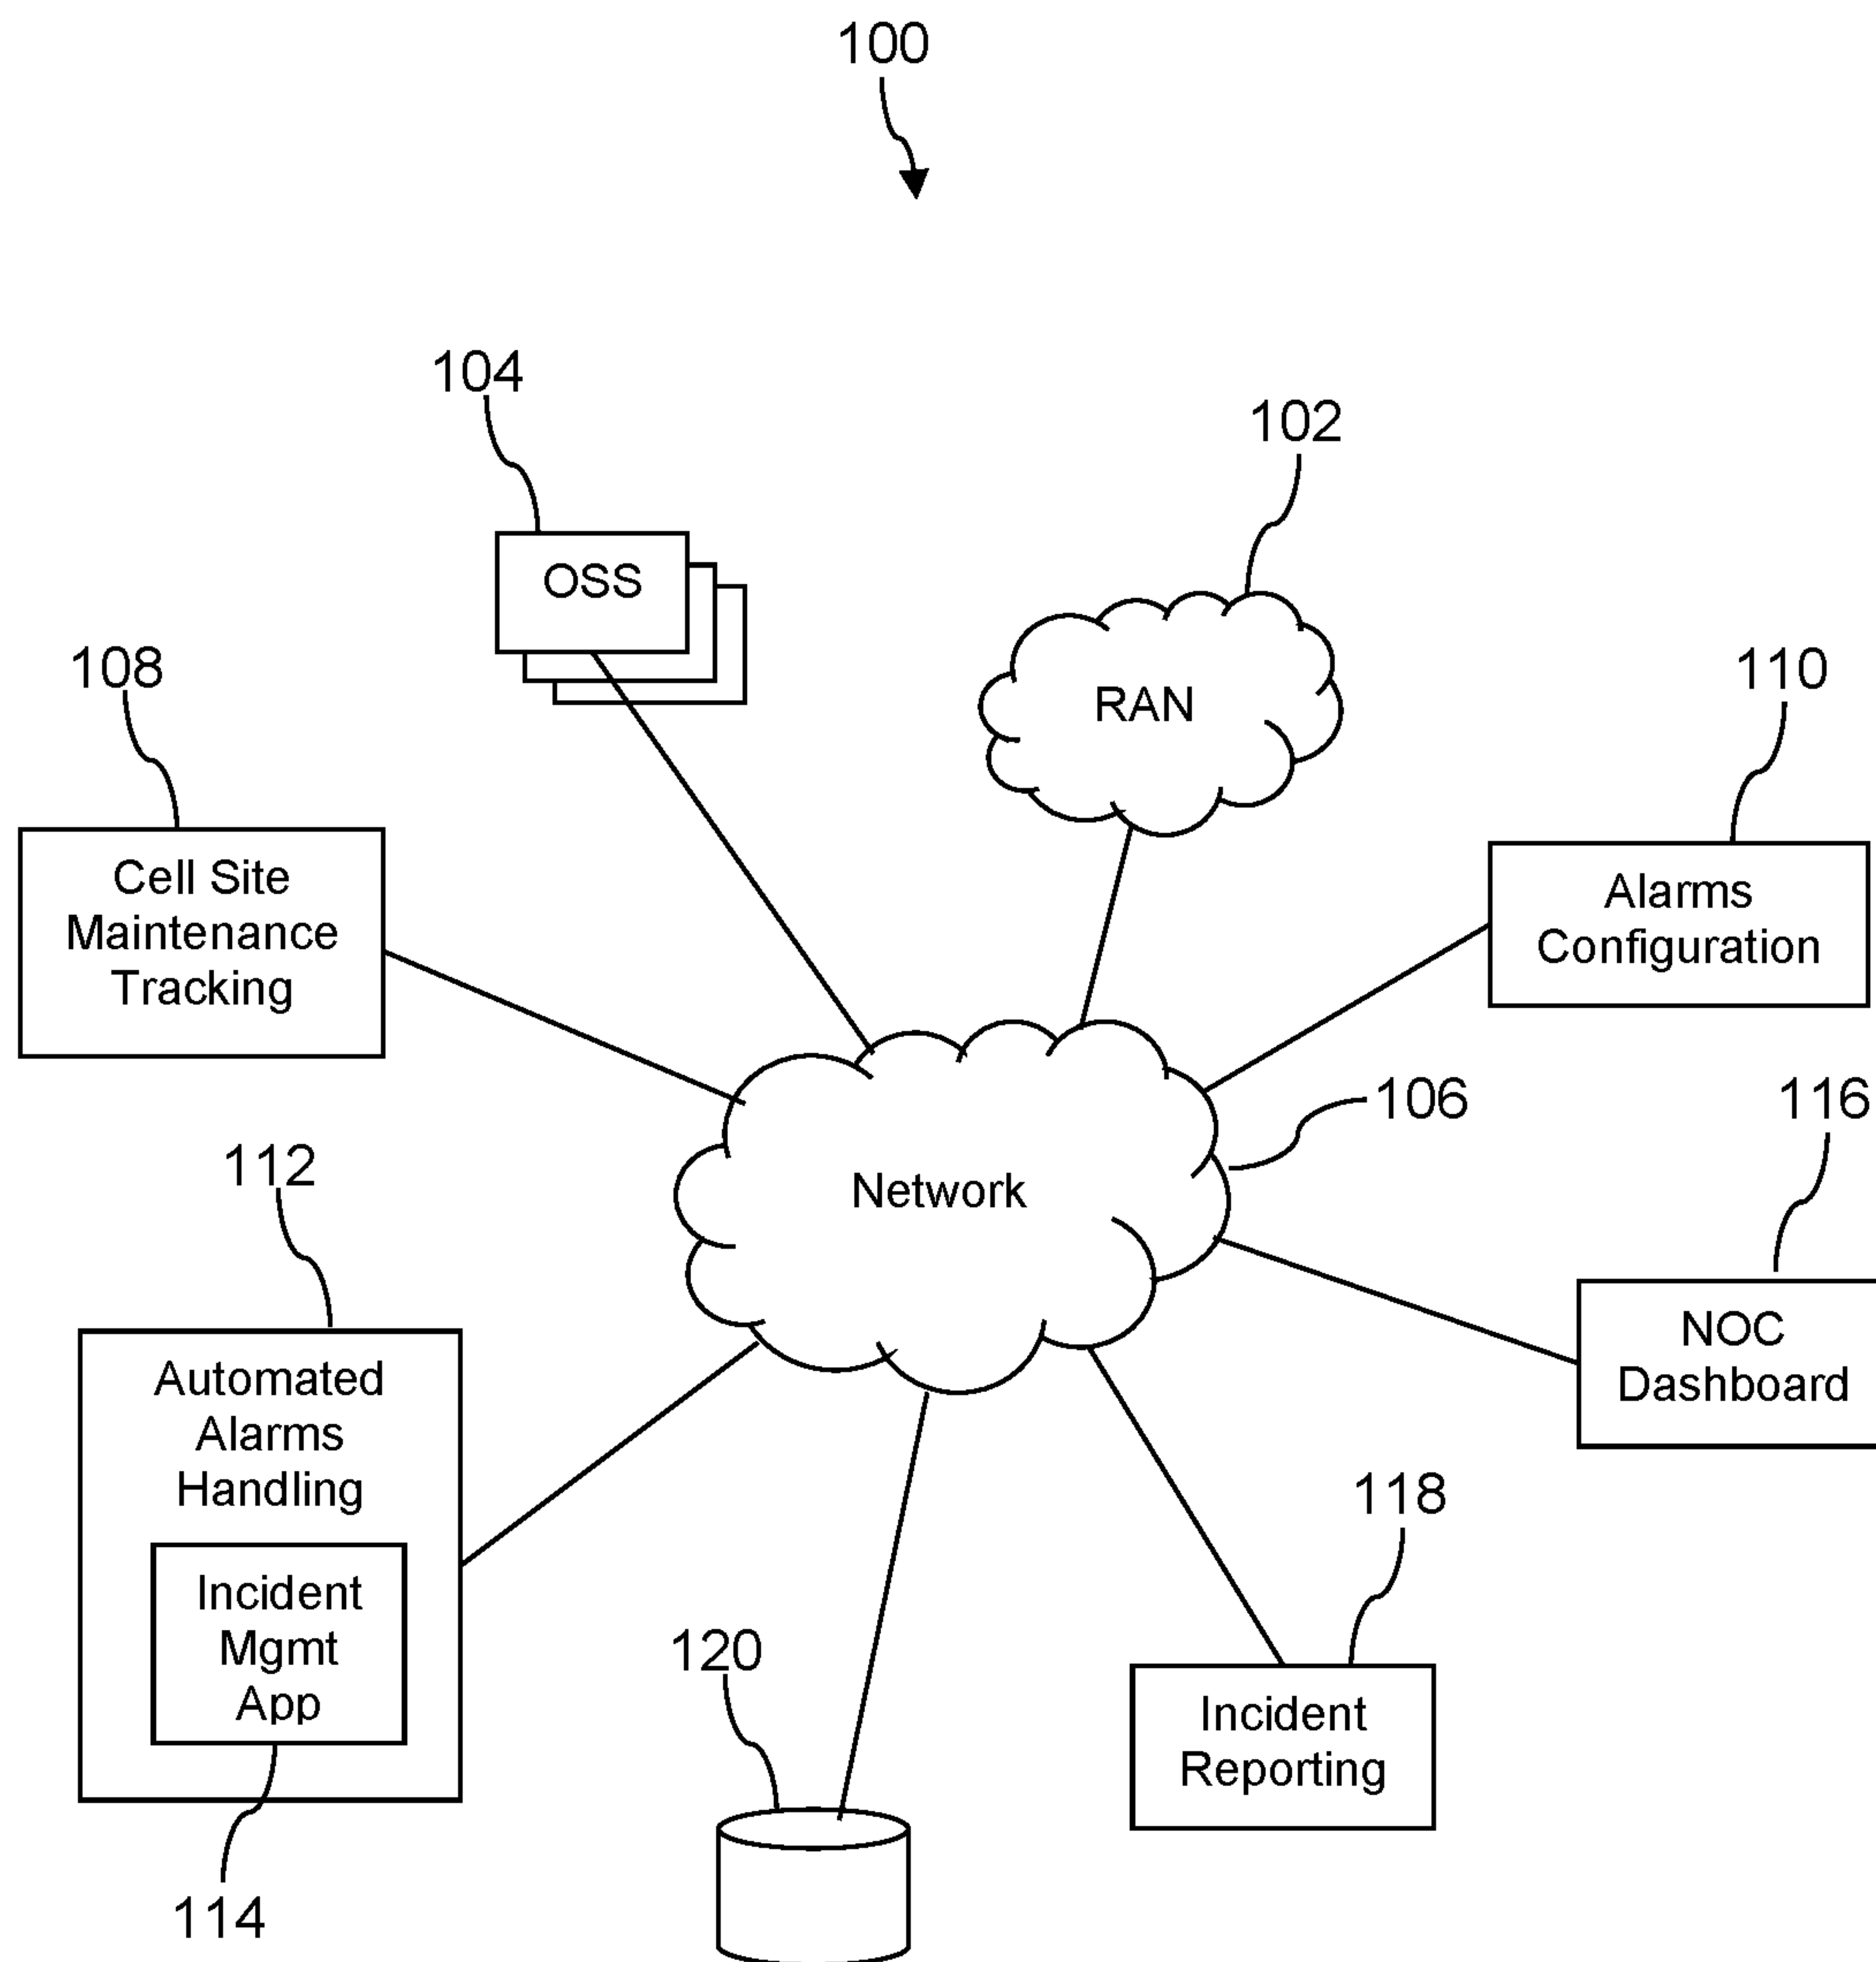 100
104
102
OSS
108
RAN
110
Cell Site
Maintenance
Tracking
Alarms
Configuration
106
116
112
Network
NOC
Dashboard
Automated
Alarms
Handling
118
Incident
Mgmt
App
120
Incident
Reporting
114